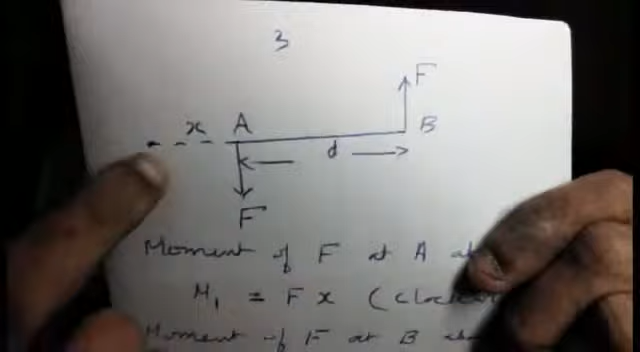 3
F
x A B
d
F
Moment of F at A
M₁ = F x (clock
Moment of F at B